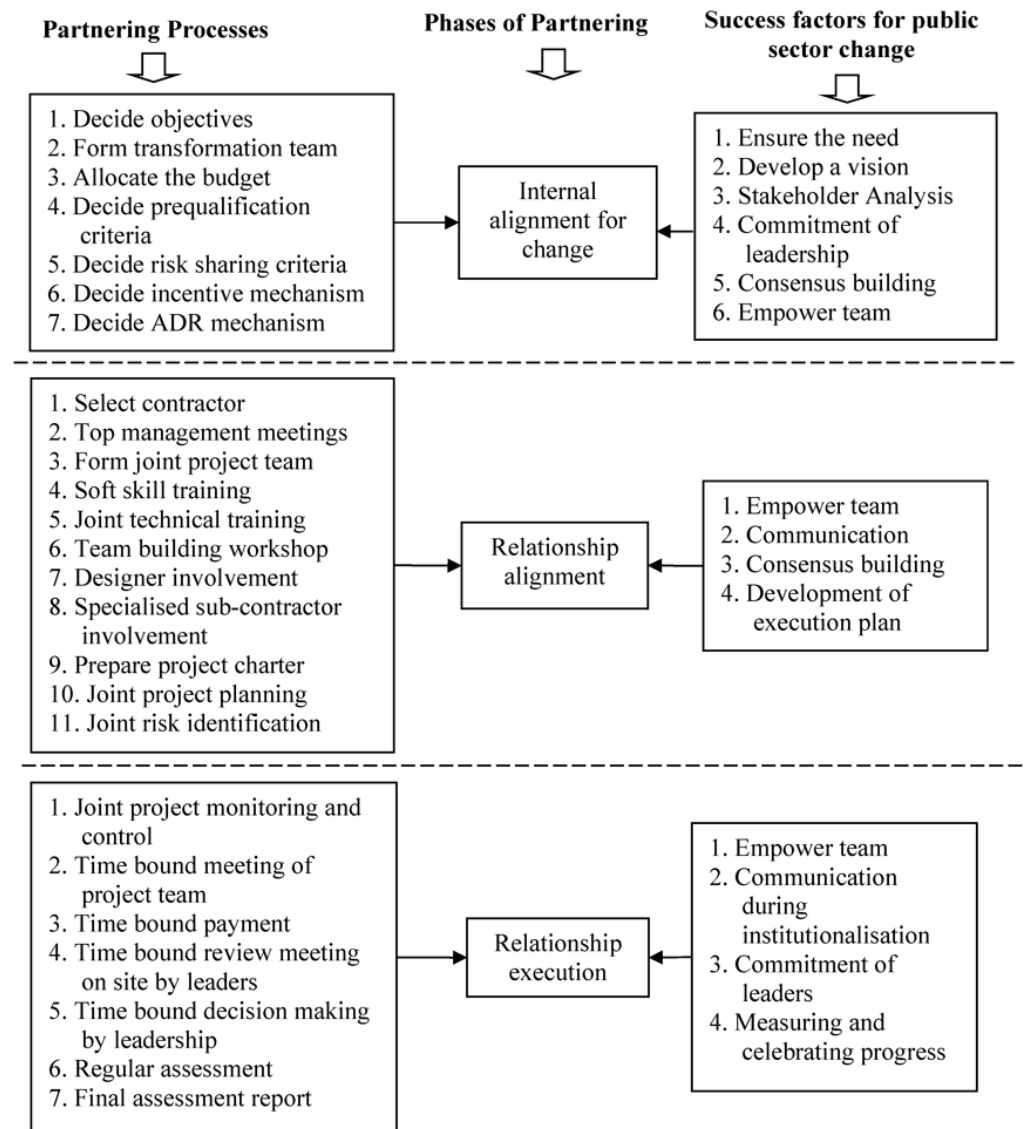 Partnering Processes
Phases of Partnering
Success factors for public
sector change
1. Decide objectives
2. Form transformation team
3. Allocate the budget
4. Decide prequalification
criteria
5. Decide risk sharing criteria
6. Decide incentive mechanism
7. Decide ADR mechanism
Internal
alignment for
change
1. Ensure the need
2. Develop a vision
3. Stakeholder Analysis
4. Commitment of
leadership
5. Consensus building
6. Empower team
1. Select contractor
2. Top management meetings
3. Form joint project team
4. Soft skill training
5. Joint technical training
6. Team building workshop
7. Designer involvement
8. Specialised sub-contractor
involvement
9. Prepare project charter
10. Joint project planning
11. Joint risk identification
Relationship
alignment
1. Empower team
2. Communication
3. Consensus building
4. Development of
execution plan
1. Joint project monitoring and
control
2. Time bound meeting of
project team
3. Time bound payment
4. Time bound review meeting
on site by leaders
5. Time bound decision making
by leadership
6. Regular assessment
7. Final assessment report
Relationship
execution
1. Empower team
2. Communication
during
institutionalisation
3. Commitment of
leaders
4. Measuring and
celebrating progress